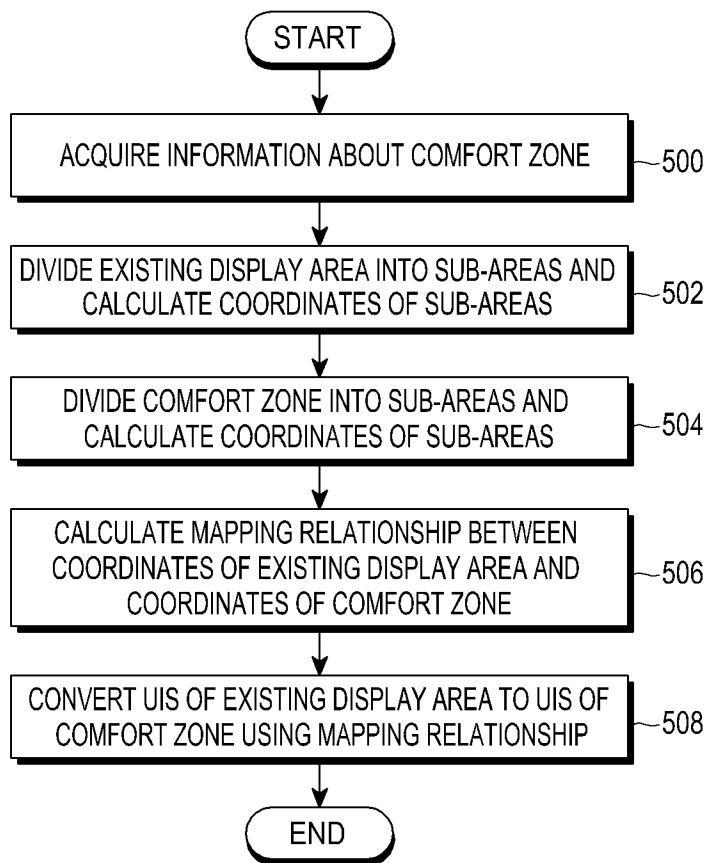 START
ACQUIRE INFORMATION ABOUT COMFORT ZONE
500
DIVIDE EXISTING DISPLAY AREA INTO SUB-AREAS AND
CALCULATE COORDINATES OF SUB-AREAS
502
DIVIDE COMFORT ZONE INTO SUB-AREAS AND
CALCULATE COORDINATES OF SUB-AREAS
504
CALCULATE MAPPING RELATIONSHIP BETWEEN
COORDINATES OF EXISTING DISPLAY AREA AND
COORDINATES OF COMFORT ZONE
506
CONVERT UIS OF EXISTING DISPLAY AREA TO UIS OF
COMFORT ZONE USING MAPPING RELATIONSHIP
508
END